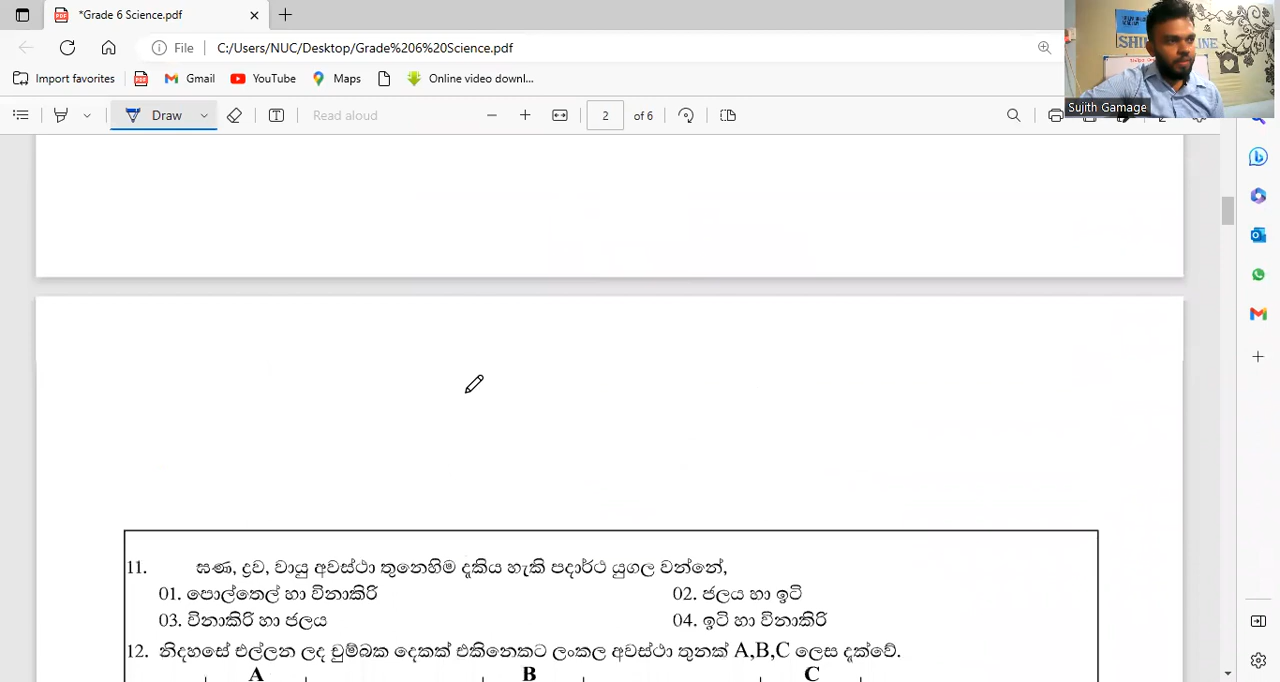 *Grade 6 Science.pdf
File C:/Users/NUC/Desktop/Grade%206%20Science.pdf
Import favorites Gmail YouTube Maps Online video downl...
Draw Read aloud 2 of 6
Sujith Gamage
11. ඝණ, ද්‍රව, වායු අවස්ථා තුනෙහිම දැකිය හැකි පදාර්ථ යුගල වන්නේ,
01. පොල්තෙල් හා විනාකිරි 02. ජලය හා ඉටි
03. විනාකිරි හා ජලය 04. ඉටි හා විනාකිරි
12. නිදහසේ එල්ලන ලද චුම්බක දෙකක් එකිනෙකට ලංකල අවස්ථා තුනක් A,B,C ලෙස දැක්වේ.
A B C